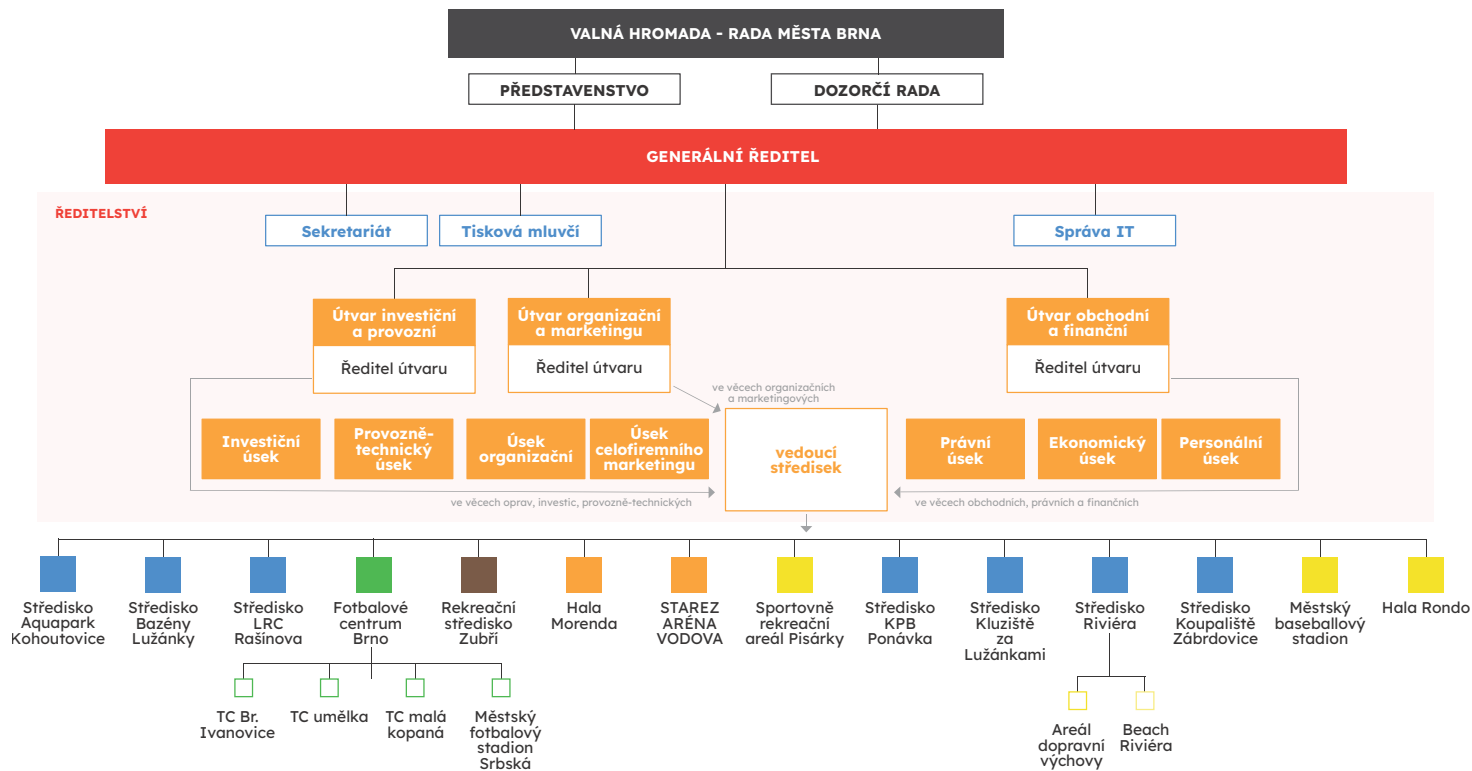 VALNÁ HROMADA - RADA MĚSTA BRNA
PŘEDSTAVENSTVO
DOZORČÍ RADA
GENERÁLNÍ ŘEDITEL
ŘEDITELSTVÍ
Sekretariát
Tisková mluvčí
Správa IT
Útvar investiční
a provozní
Ředitel útvaru
Útvar organizační
a marketingu
Ředitel útvaru
Útvar obchodní
a finanční
Ředitel útvaru
ve věcech organizačních
a marketingových
Investiční
úsek
Provozně-
technický
úsek
Úsek
organizační
Úsek
celofiremního
marketingu
vedoucí
středisek
Právní
úsek
Ekonomický
úsek
Personální
úsek
ve věcech oprav, investic, provozně-technických
ve věcech obchodních, právních a finančních
Středisko
Aquapark
Kohoutovice
Středisko
Bazény
Lužánky
Středisko
LRC
Rašínova
Fotbalové
centrum
Brno
Rekreační
středisko
Zubří
Hala
Morenda
STAREZ
ARÉNA
VODOVA
Sportovně
rekreační
areál Pisárky
Středisko
KPB
Ponávka
Středisko
Kluziště
za
Lužánkami
Středisko
Riviéra
Středisko
Koupaliště
Zábrdovice
Městský
baseballový
stadion
Hala Rondo
TC Br.
Ivanovice
TC umělka
TC malá
kopaná
Městský
fotbalový
stadion
Srbská
Areál
dopravní
výchovy
Beach
Riviéra